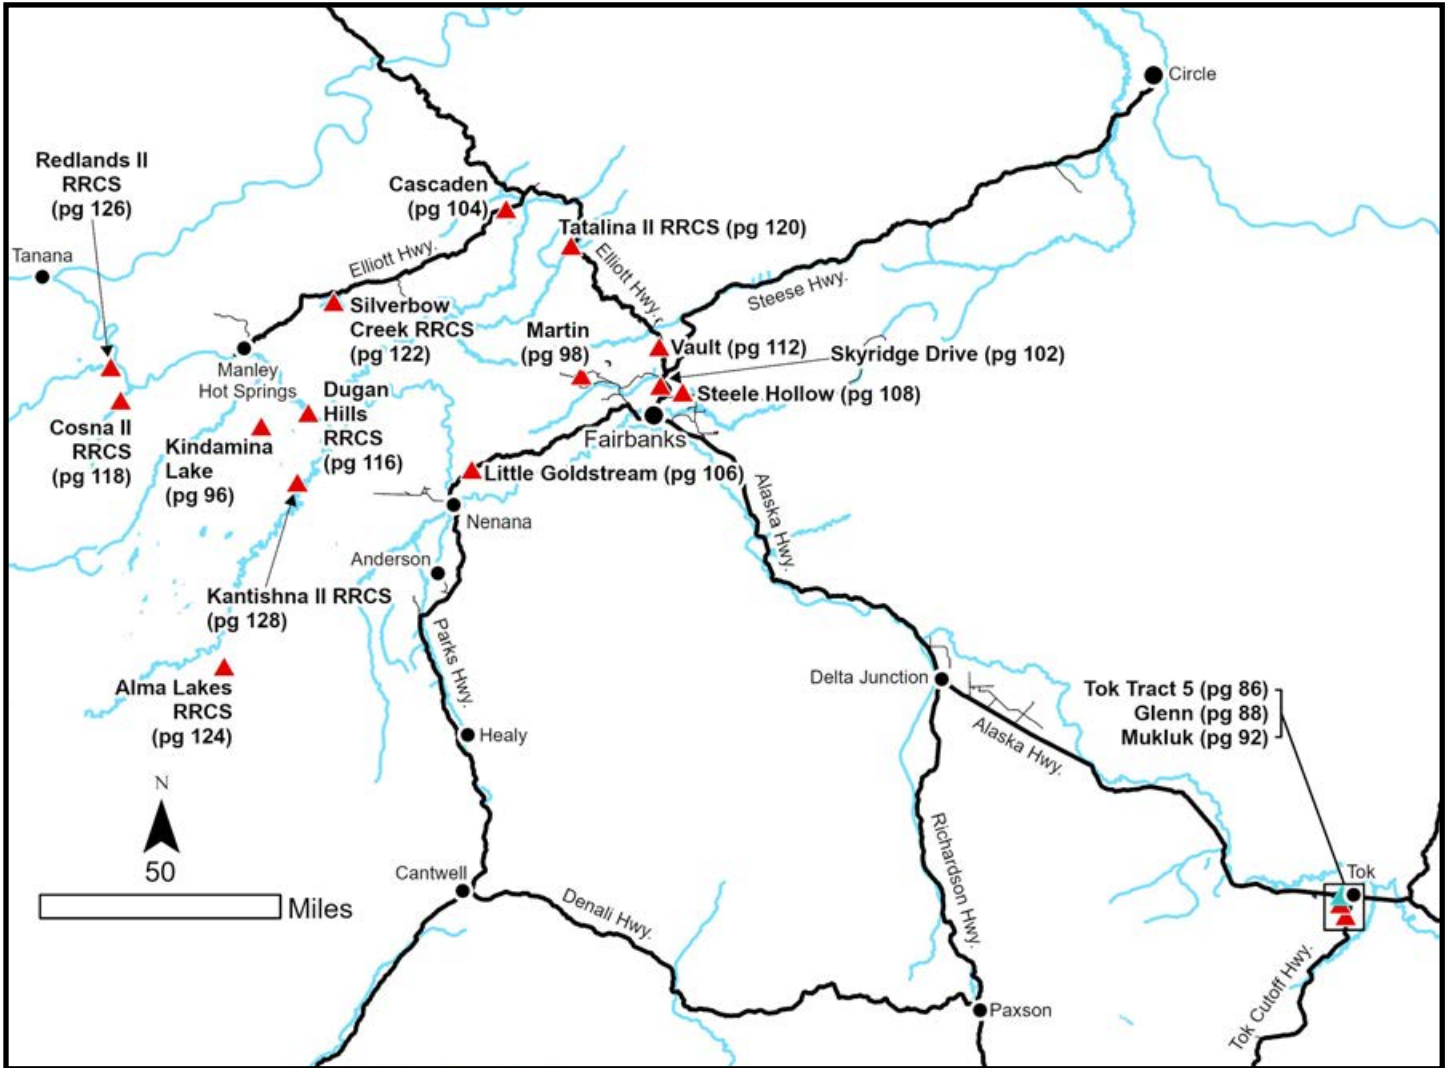 Circle
Redlands II
RRCS
(pg 126)
Cascaden
(pg 104)
Tatalina II RRCS (pg 120)
Tanana
Elliott Hwy.
Elliott Hwy.
Steese Hwy.
Silverbow
Creek RRCS
(pg 122)
Martin
(pg 98)
Vault (pg 112)
Skyridge Drive (pg 102)
Manley
Hot Springs
Dugan
Hills
RRCS
(pg 116)
Steele Hollow (pg 108)
Cosna II
RRCS
(pg 118)
Kindamina
Lake
(pg 96)
Fairbanks
Little Goldstream (pg 106)
Alaska Hwy.
Nenana
Anderson
Kantishna II RRCS
(pg 128)
Parks Hwy.
Alma Lakes
RRCS
(pg 124)
Delta Junction
Tok Tract 5 (pg 86)
Glenn (pg 88)
Mukluk (pg 92)
Alaska Hwy.
Healy
N
50
Miles
Cantwell
Denali Hwy.
Richardson Hwy.
Tok
Tok Cutoff Hwy.
Paxson